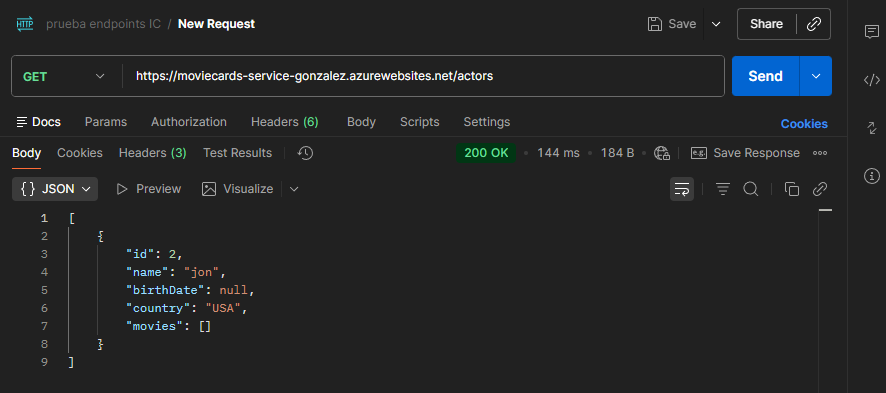 HTTP prueba endpoints IC / New Request Save Share
GET https://moviecards-service-gonzalez.azurewebsites.net/actors Send
Docs Params Authorization Headers (6) Body Scripts Settings Cookies
Body Cookies Headers (3) Test Results 200 OK • 144 ms • 184 B • e.g. Save Response
{} JSON Preview Visualize
1 [
2 {
3 "id": 2,
4 "name": "jon",
5 "birthDate": null,
6 "country": "USA",
7 "movies": []
8 }
9 ]